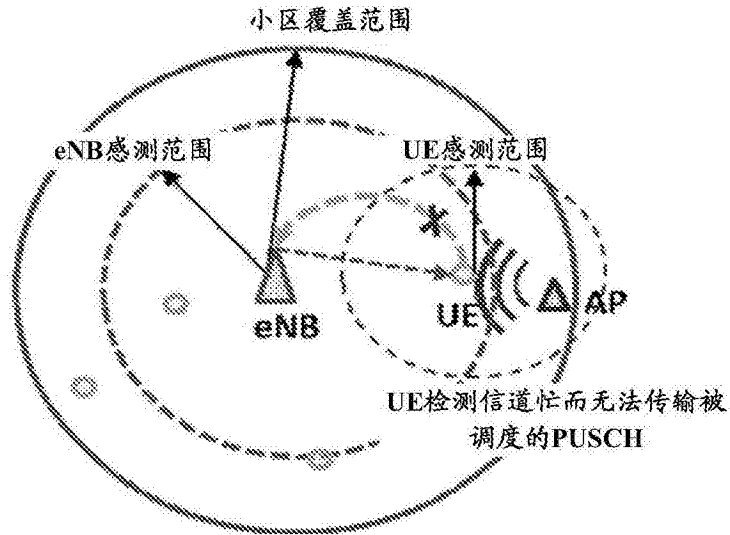 小区覆盖范围
eNB感测范围
UE感测范围
eNB
UE
AP
UE检测信道忙而无法传输被
调度的PUSCH